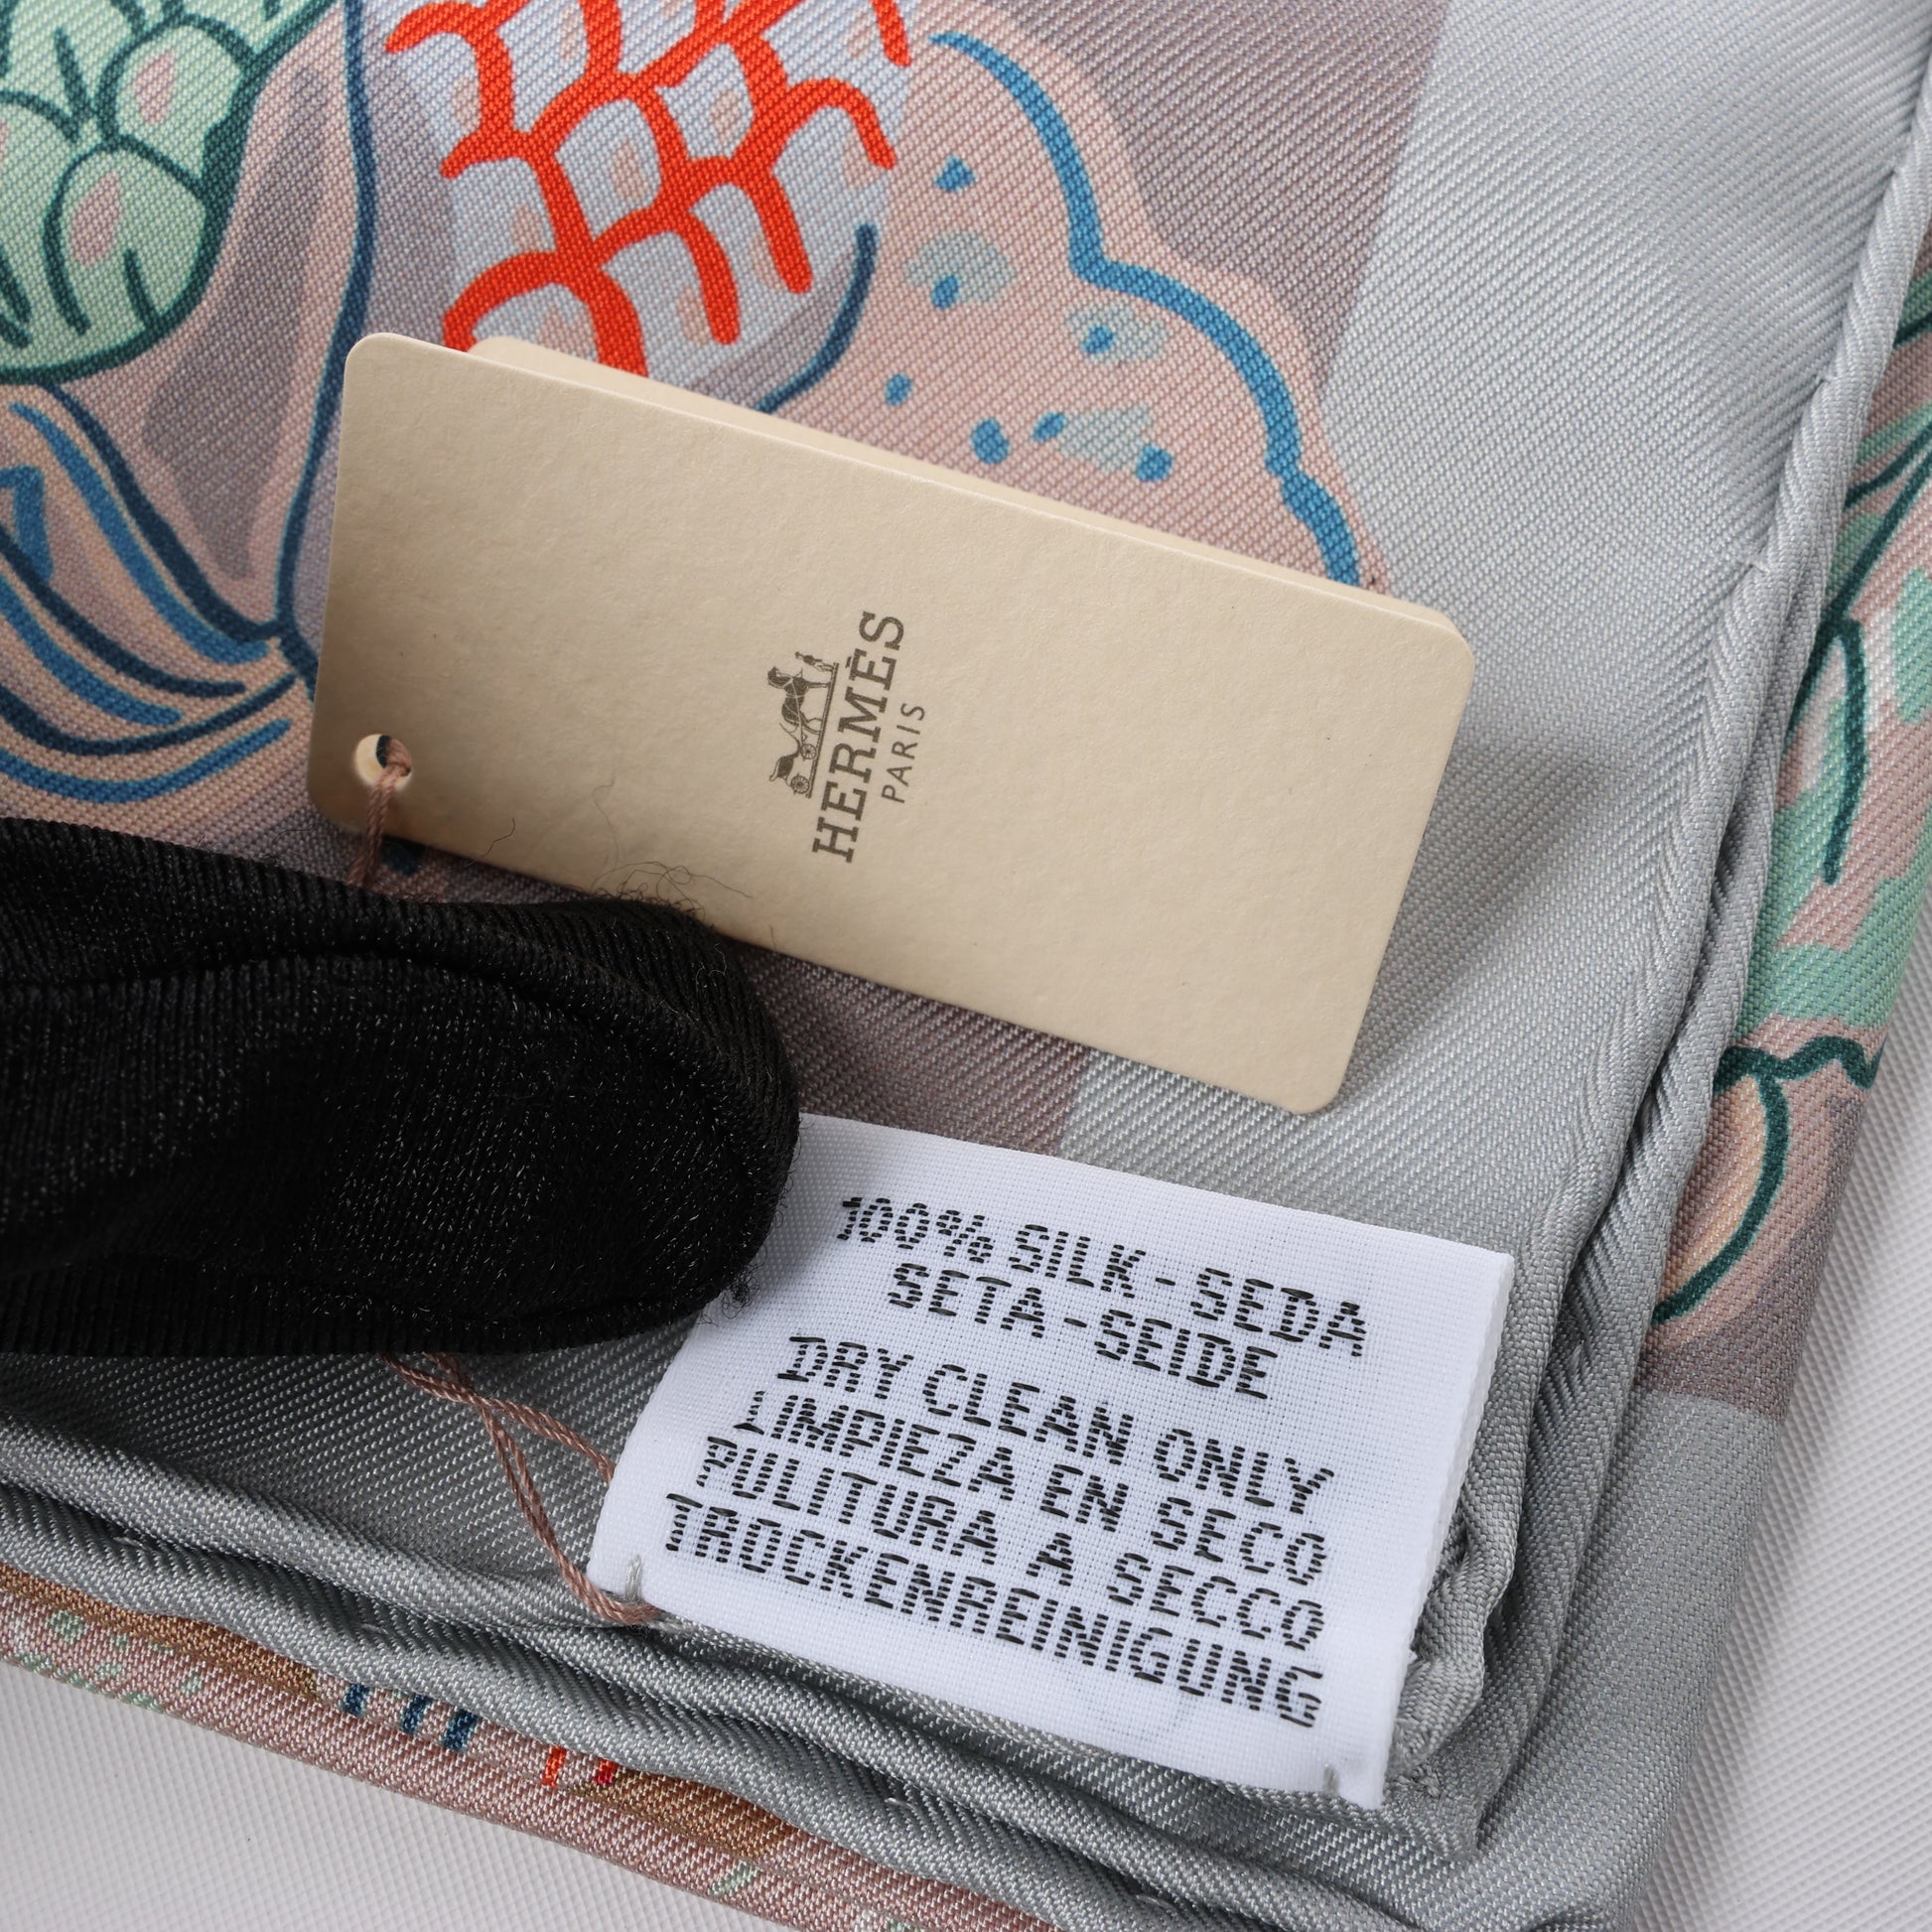 HERMÈS
PARIS
100% SILK - SEDA
SETA - SEIDE
DRY CLEAN ONLY
LIMPIEZA EN SECO
PULITURA A SECCO
TROCKENREINIGUNG